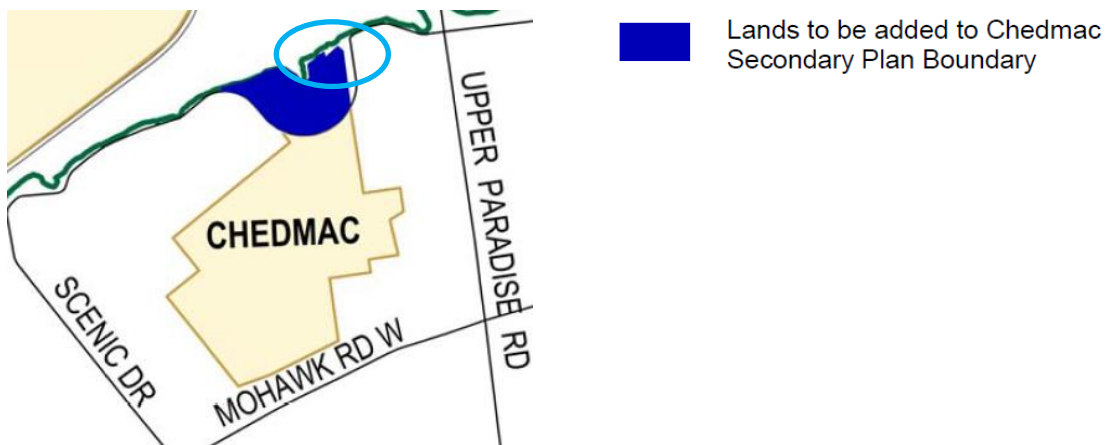 Lands to be added to Chedmac
Secondary Plan Boundary
CHEDMAC
UPPER PARADISE RD
SCENIC DR
MOHAWK RD W